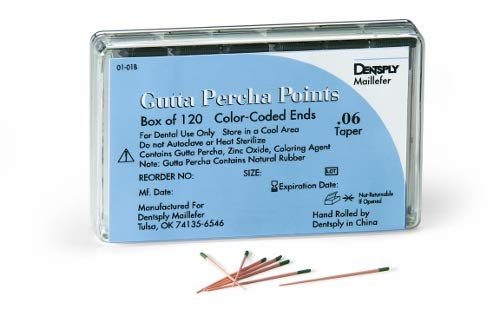 01-01B
DENTSPLY
Maillefer
Gutta Percha Points
Box of 120 Color-Coded Ends
.06
Taper
For Dental Use Only Store in a Cool Area
Do not Autoclave or Heat Sterilize
Contains Gutta Percha, Zinc Oxide, Coloring Agent
Note: Gutta Percha Contains Natural Rubber
REORDER NO: SIZE: LOT
Mf. Date: Expiration Date: Not-Returnable
If Opened
Manufactured For
Dentsply Maillefer
Tulsa, OK 74135-6546
Hand Rolled by
Dentsply in China